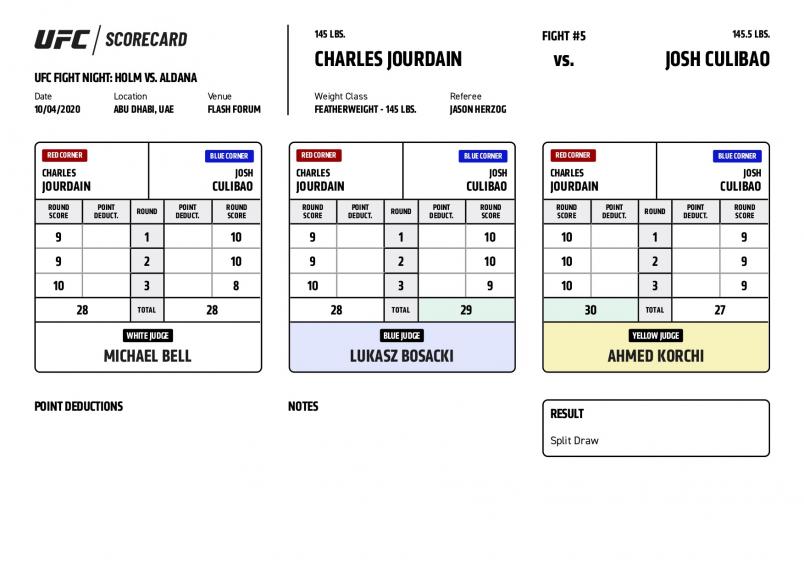 UFC / SCORECARD
UFC FIGHT NIGHT: HOLM VS. ALDANA
Date Location Venue
10/04/2020 ABU DHABI, UAE FLASH FORUM
145 LBS. FIGHT #5 145.5 LBS.
CHARLES JOURDAIN vs. JOSH CULIBAO
Weight Class Referee
FEATHERWEIGHT - 145 LBS. JASON HERZOG
RED CORNER BLUE CORNER
CHARLES JOSH
JOURDAIN CULIBAO
ROUND SCORE POINT DEDUCT. ROUND POINT DEDUCT. ROUND SCORE
9 1 10
9 2 10
10 3 8
28 TOTAL 28
WHITE JUDGE
MICHAEL BELL
RED CORNER BLUE CORNER
CHARLES JOSH
JOURDAIN CULIBAO
ROUND SCORE POINT DEDUCT. ROUND POINT DEDUCT. ROUND SCORE
9 1 10
9 2 10
10 3 9
28 TOTAL 29
BLUE JUDGE
LUKASZ BOSACKI
RED CORNER BLUE CORNER
CHARLES JOSH
JOURDAIN CULIBAO
ROUND SCORE POINT DEDUCT. ROUND POINT DEDUCT. ROUND SCORE
10 1 9
10 2 9
10 3 9
30 TOTAL 27
YELLOW JUDGE
AHMED KORCHI
POINT DEDUCTIONS
NOTES
RESULT
Split Draw